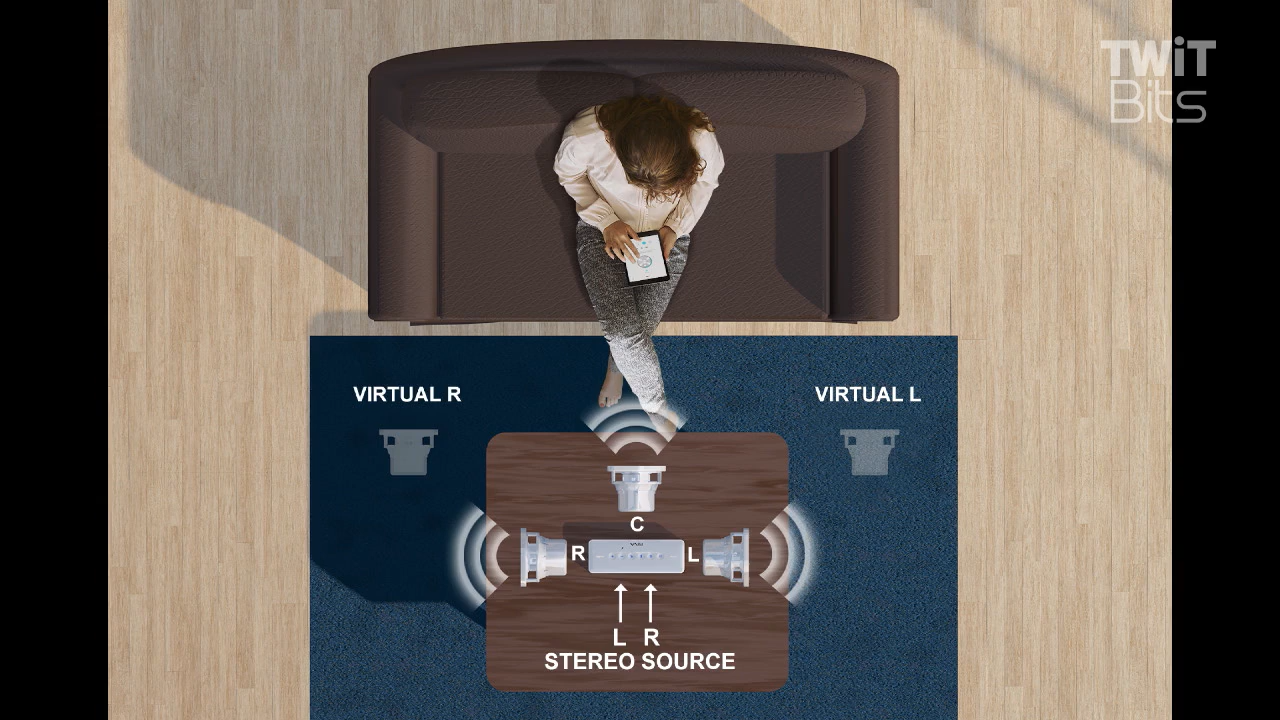 TWiT
Bits
VIRTUAL R
VIRTUAL L
C
R
L
L R
STEREO SOURCE